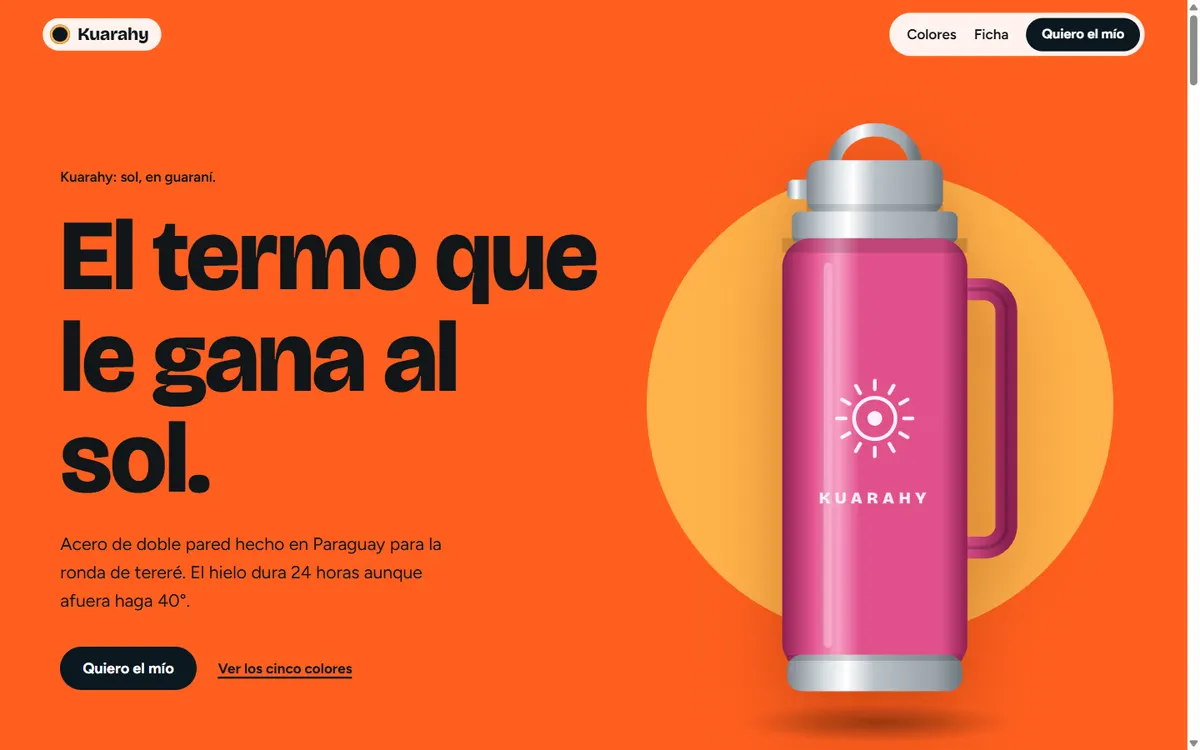 Kuarahy
Colores Ficha Quiero el mío
Kuarahy: sol, en guaraní.
El termo que
le gana al
sol.
Acero de doble pared hecho en Paraguay para la
ronda de tereré. El hielo dura 24 horas aunque
afuera haga 40°.
Quiero el mío Ver los cinco colores
KUARAHY